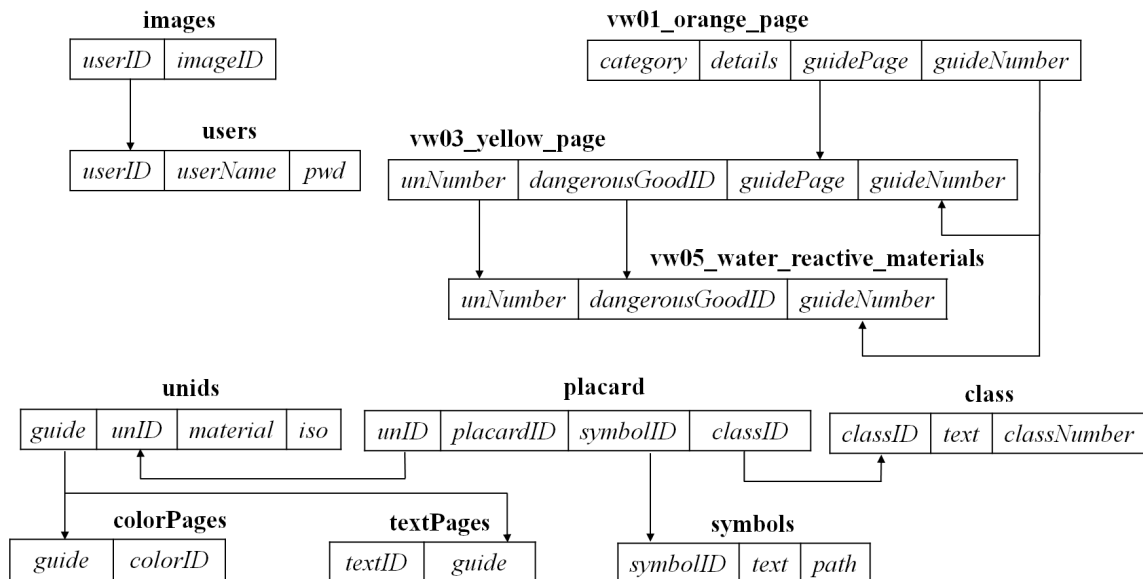 images
userID imageID
users
userID userName pwd
vw01_orange_page
category details guidePage guideNumber
vw03_yellow_page
unNumber dangerousGoodID guidePage guideNumber
vw05_water_reactive_materials
unNumber dangerousGoodID guideNumber
unids
guide unID material iso
placard
unID placardID symbolID classID
class
classID text classNumber
colorPages
guide colorID
textPages
textID guide
symbols
symbolID text path